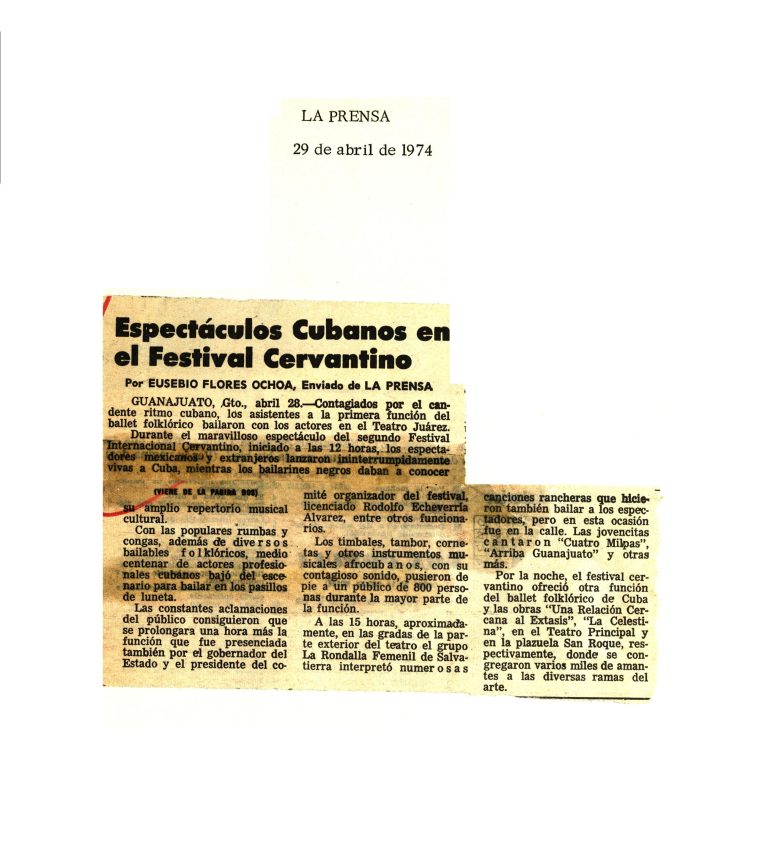 LA PRENSA
29 de abril de 1974
Espectáculos Cubanos en
el Festival Cervantino
Por EUSEBIO FLORES OCHOA, Enviado de LA PRENSA
GUANAJUATO, Gto., abril 28.—Contagiados por el can-
dente ritmo cubano, los asistentes a la primera función del
ballet folklórico bailaron con los actores en el Teatro Juárez.
Durante el maravilloso espectáculo del segundo Festival
Internacional Cervantino, iniciado a las 12 horas, los especta-
dores mexicanos y extranjeros lanzaron ininterrumpidamente
vivas a Cuba, mientras los bailarines negros daban a conocer
(VIENE DE LA PAGINA DOS)
su amplio repertorio musical
cultural.
Con las populares rumbas y
congas, además de diversos
bailables folklóricos, medio
centenar de actores profesio-
nales cubanos bajó del esce-
nario para bailar en los pasillos
de luneta.
Las constantes aclamaciones
del público consiguieron que
se prolongara una hora más la
función que fue presenciada
también por el gobernador del
Estado y el presidente del co-
mité organizador del festival,
licenciado Rodolfo Echeverría
Alvarez, entre otros funciona-
rios.
Los timbales, tambor, corne-
tas y otros instrumentos mu-
sicales afrocubanos, con su
contagioso sonido, pusieron de
pie a un público de 800 perso-
nas durante la mayor parte de
la función.
A las 15 horas, aproximada-
mente, en las gradas de la par-
te exterior del teatro el grupo
La Rondalla Femenil de Salva-
tierra interpretó numerosas
canciones rancheras que hicie-
ron también bailar a los espec-
tadores, pero en esta ocasión
fue en la calle. Las jovencitas
cantaron "Cuatro Milpas",
"Arriba Guanajuato" y otras
más.
Por la noche, el festival cer-
vantino ofreció otra función
del ballet folklórico de Cuba
y las obras "Una Relación Cer-
cana al Extasis", "La Celesti-
na", en el Teatro Principal y
en la plazuela San Roque, res-
pectivamente, donde se con-
gregaron varios miles de aman-
tes a las diversas ramas del
arte.